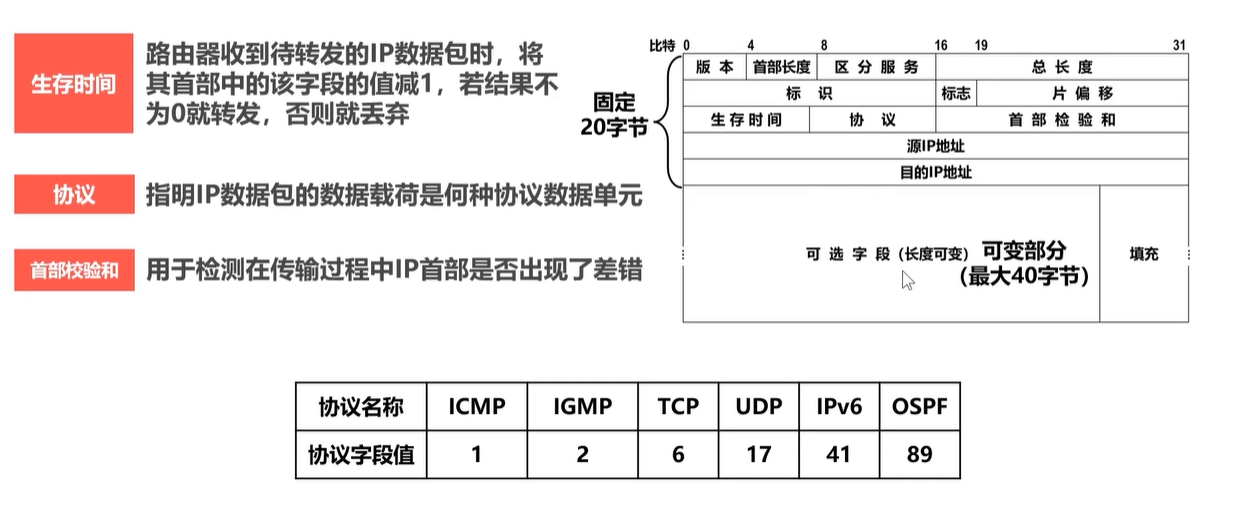 生存时间
路由器收到待转发的IP数据包时，将
其首部中的该字段的值减1，若结果不
为0就转发，否则就丢弃
协议
指明IP数据包的数据载荷是何种协议数据单元
首部校验和
用于检测在传输过程中IP首部是否出现了差错
比特 0 4 8 16 19 31
固定
20字节
版 本 首部长度 区 分 服 务 总 长 度
标 识 标志 片 偏 移
生 存 时 间 协 议 首 部 检 验 和
源IP地址
目的IP地址
可 选 字 段（长度可变） 可变部分
（最大40字节）
填充
协议名称 ICMP IGMP TCP UDP IPv6 OSPF
协议字段值 1 2 6 17 41 89